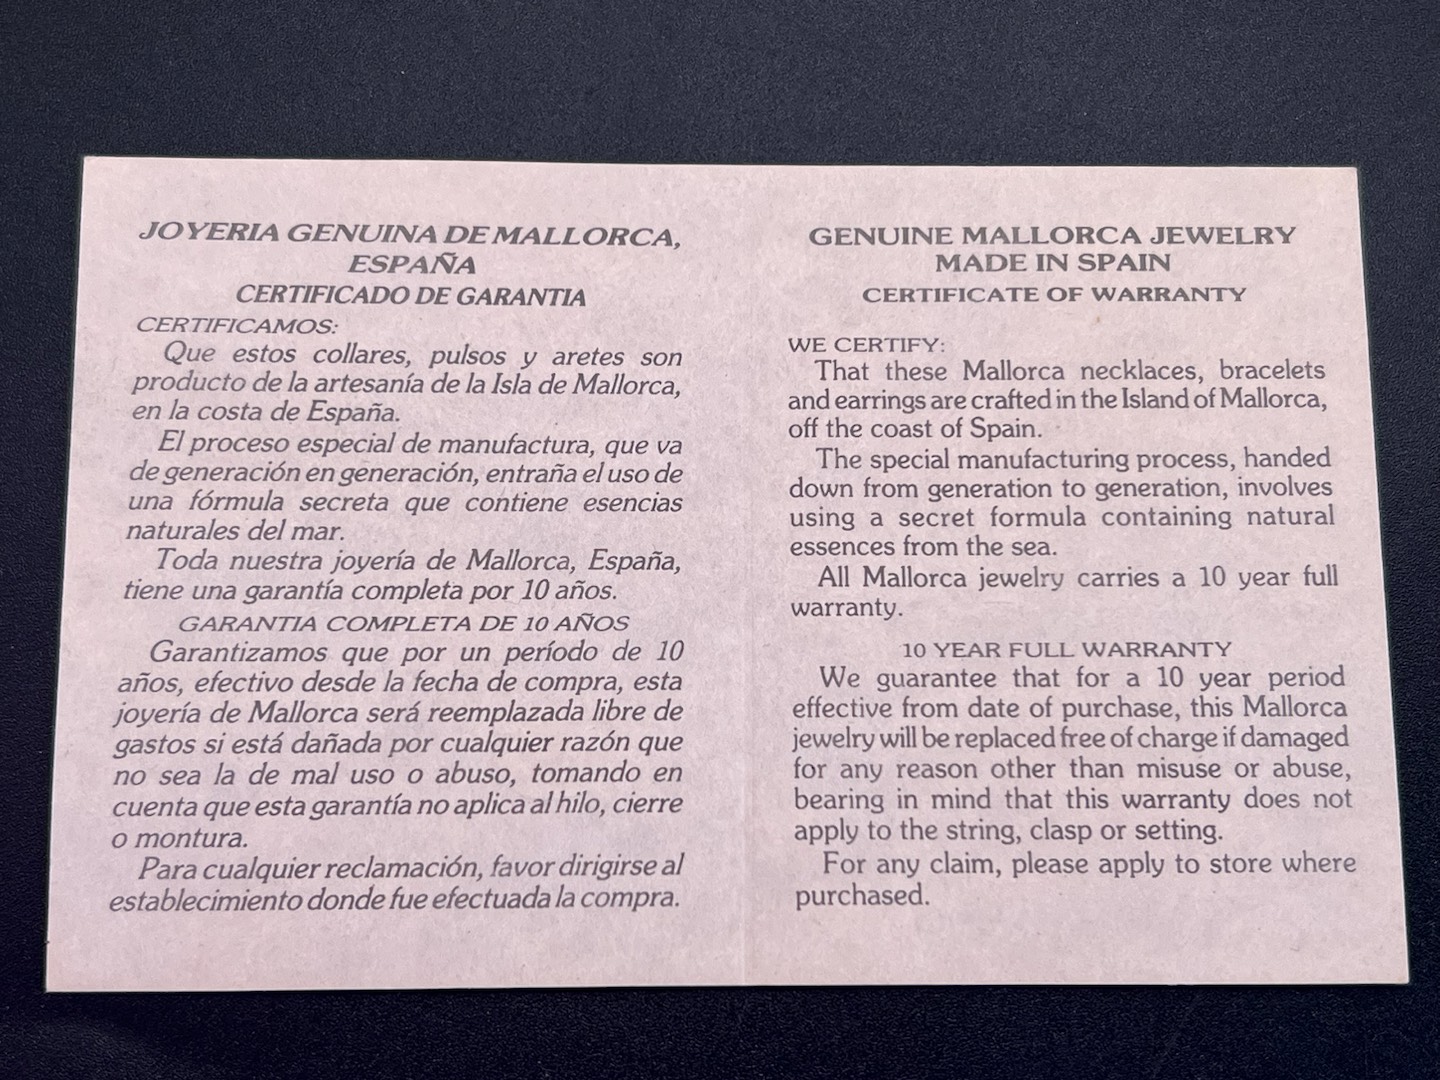 JOYERIA GENUINA DE MALLORCA,
ESPAÑA
CERTIFICADO DE GARANTIA
CERTIFICAMOS:
Que estos collares, pulsos y aretes son
producto de la artesanía de la Isla de Mallorca,
en la costa de España.
El proceso especial de manufactura, que va
de generación en generación, entraña el uso de
una fórmula secreta que contiene esencias
naturales del mar.
Toda nuestra joyería de Mallorca, España,
tiene una garantía completa por 10 años.
GARANTIA COMPLETA DE 10 AÑOS
Garantizamos que por un período de 10
años, efectivo desde la fecha de compra, esta
joyería de Mallorca será reemplazada libre de
gastos si está dañada por cualquier razón que
no sea la de mal uso o abuso, tomando en
cuenta que esta garantía no aplica al hilo, cierre
o montura.
Para cualquier reclamación, favor dirigirse al
establecimiento donde fue efectuada la compra.
GENUINE MALLORCA JEWELRY
MADE IN SPAIN
CERTIFICATE OF WARRANTY
WE CERTIFY:
That these Mallorca necklaces, bracelets
and earrings are crafted in the Island of Mallorca,
off the coast of Spain.
The special manufacturing process, handed
down from generation to generation, involves
using a secret formula containing natural
essences from the sea.
All Mallorca jewelry carries a 10 year full
warranty.
10 YEAR FULL WARRANTY
We guarantee that for a 10 year period
effective from date of purchase, this Mallorca
jewelry will be replaced free of charge if damaged
for any reason other than misuse or abuse,
bearing in mind that this warranty does not
apply to the string, clasp or setting.
For any claim, please apply to store where
purchased.